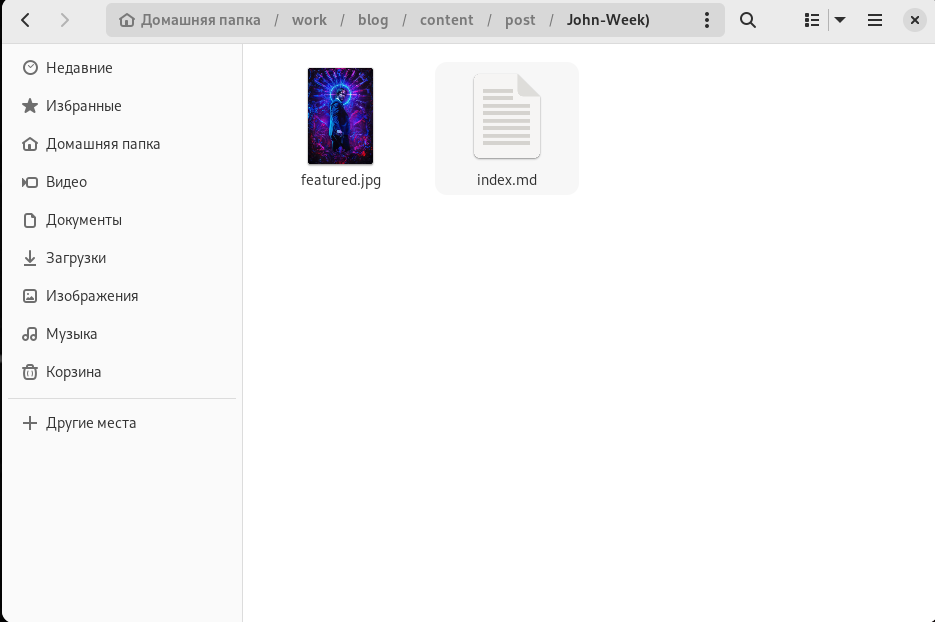 Домашняя папка / work / blog / content / post / John-Week)
Недавние
Избранные
Домашняя папка
Видео
Документы
Загрузки
Изображения
Музыка
Корзина
Другие места
featured.jpg
index.md